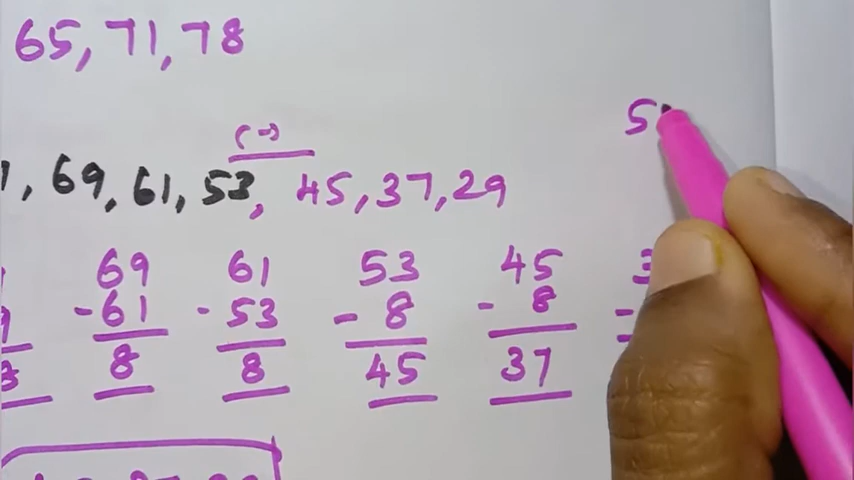 65, 71, 78
(-)
, 69, 61, 53, 45, 37, 29
69 61 53 45
-61 - 53 - 8 - 8
8 8 45 37